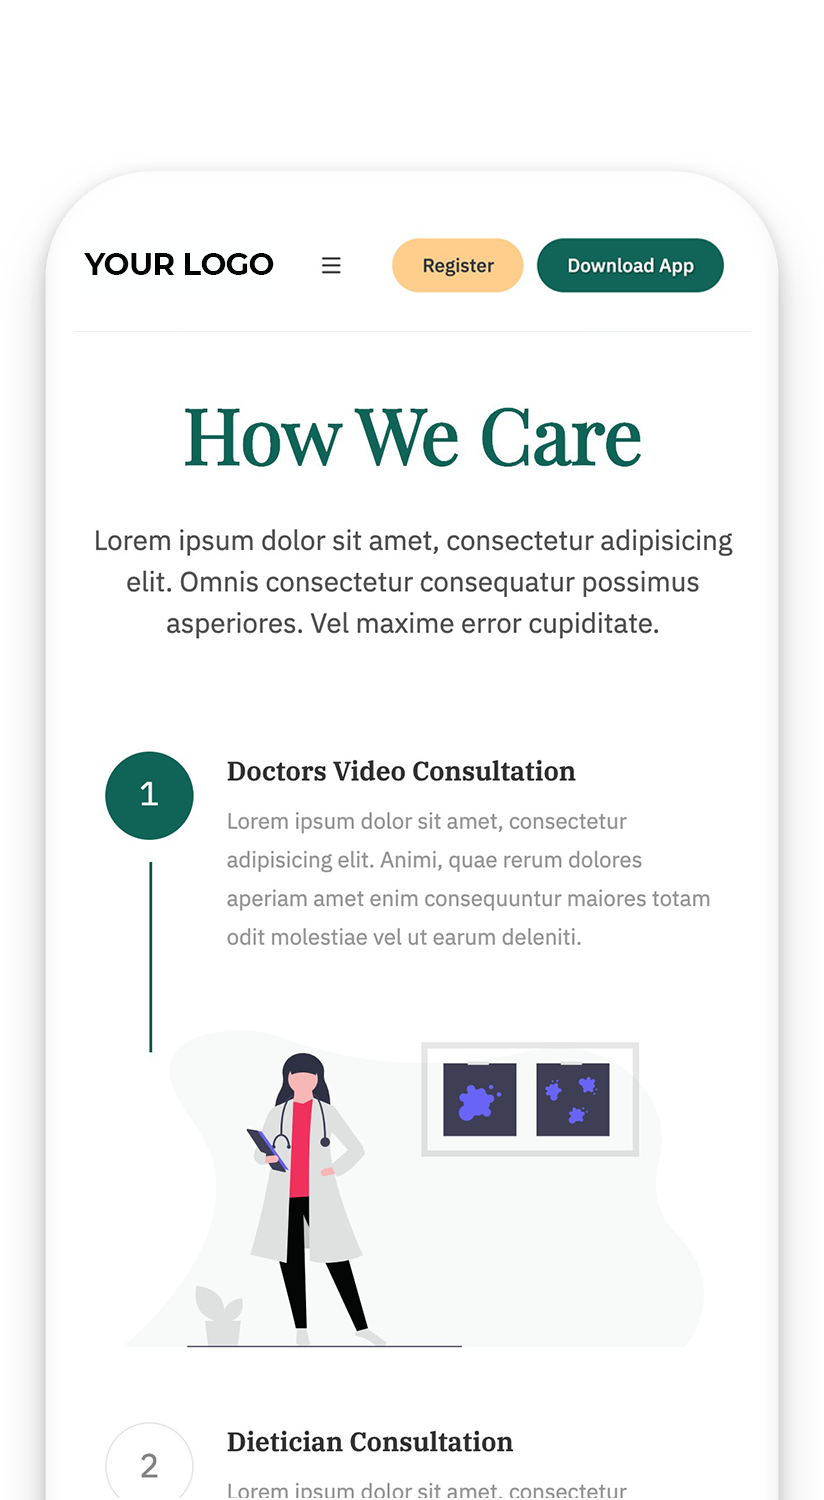 YOUR LOGO
Register
Download App
How We Care
Lorem ipsum dolor sit amet, consectetur adipisicing
elit. Omnis consectetur consequatur possimus
asperiores. Vel maxime error cupiditate.
1
Doctors Video Consultation
Lorem ipsum dolor sit amet, consectetur
adipisicing elit. Animi, quae rerum dolores
aperiam amet enim consequuntur maiores totam
odit molestiae vel ut earum deleniti.
2
Dietician Consultation
Lorem ipsum dolor sit amet, consectetur